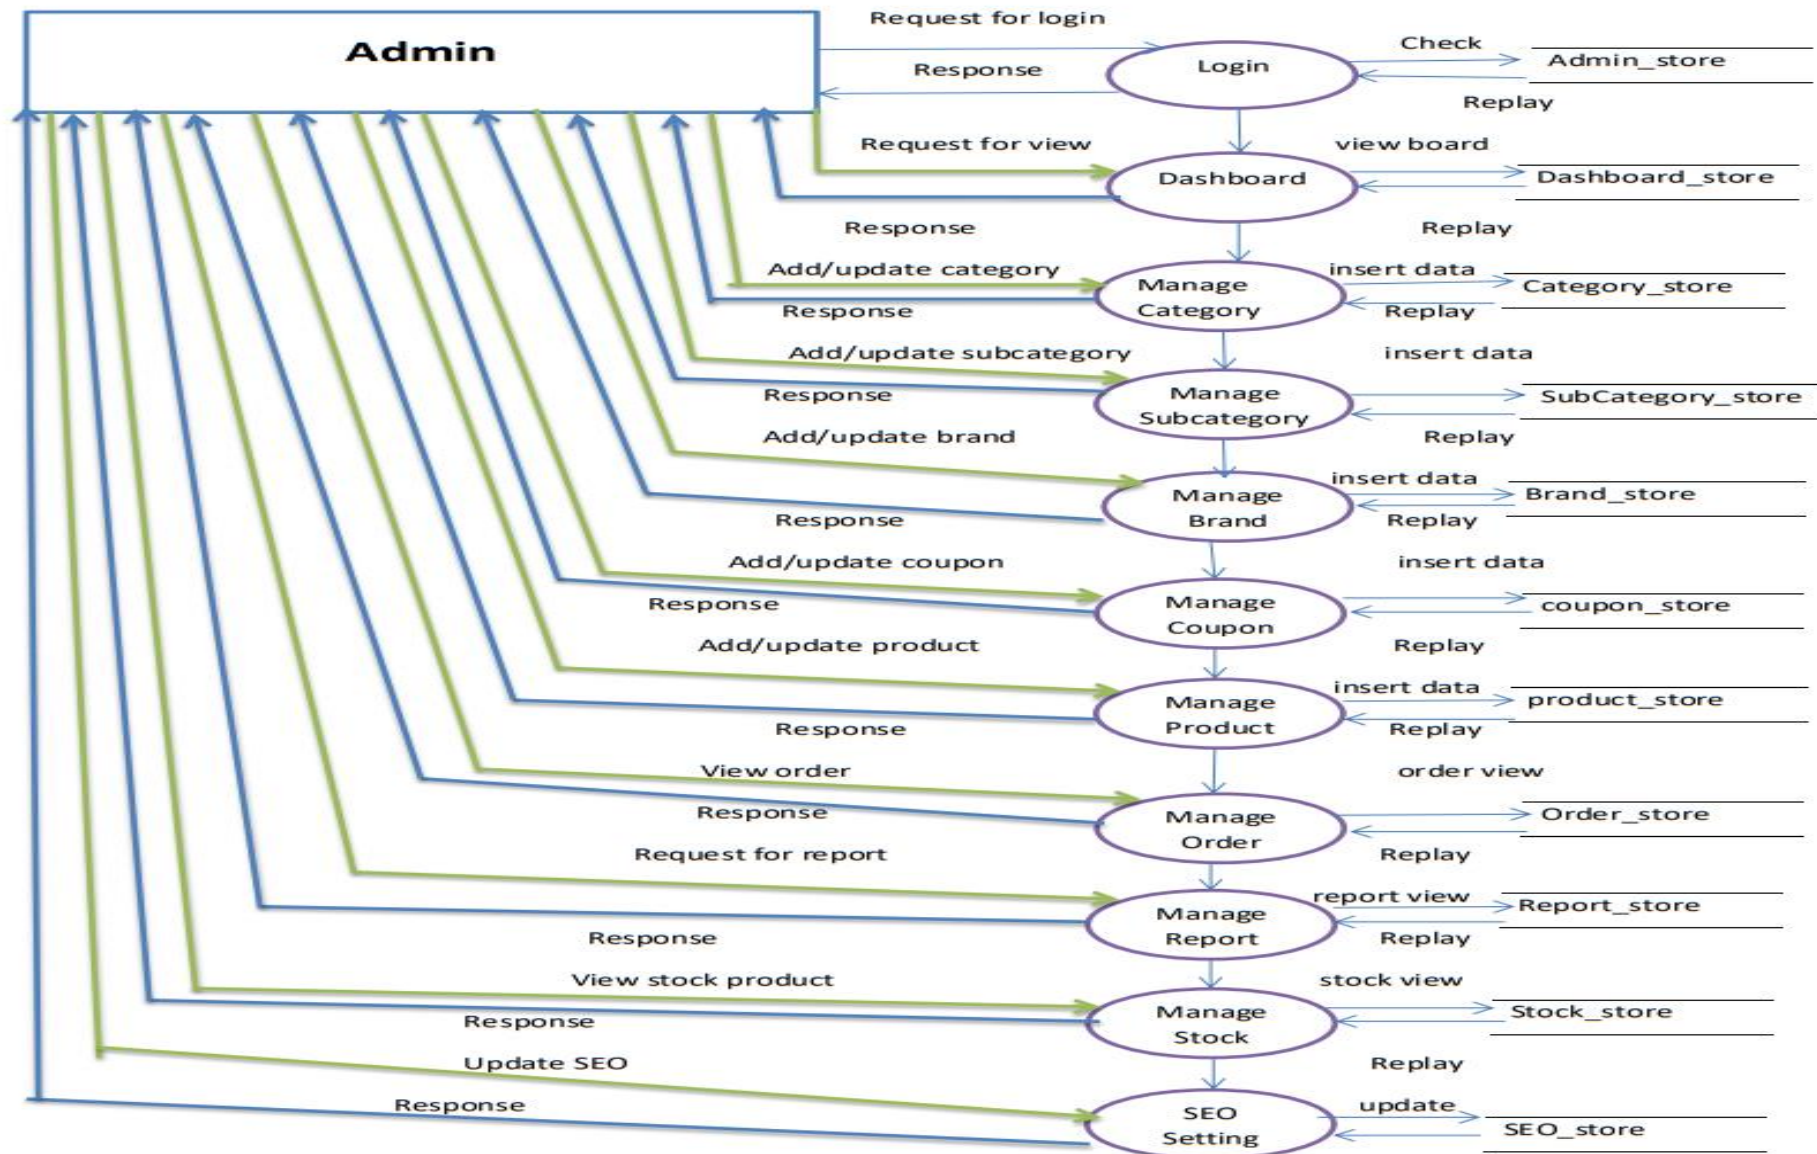 Request for login
Admin
Check
Login
Admin_store
Response
Replay
Request for view
view board
Dashboard
Dashboard_store
Response
Replay
Add/update category
insert data
Manage
Category
Category_store
Response
Replay
Add/update subcategory
insert data
Manage
Subcategory
SubCategory_store
Response
Replay
Add/update brand
insert data
Manage
Brand
Brand_store
Response
Replay
Add/update coupon
insert data
Manage
Coupon
coupon_store
Response
Replay
Add/update product
insert data
Manage
Product
product_store
Response
Replay
View order
order view
Manage
Order
Order_store
Response
Replay
Request for report
report view
Manage
Report
Report_store
Response
Replay
View stock product
stock view
Manage
Stock
Stock_store
Response
Replay
Update SEO
update
SEO
Setting
SEO_store
Response